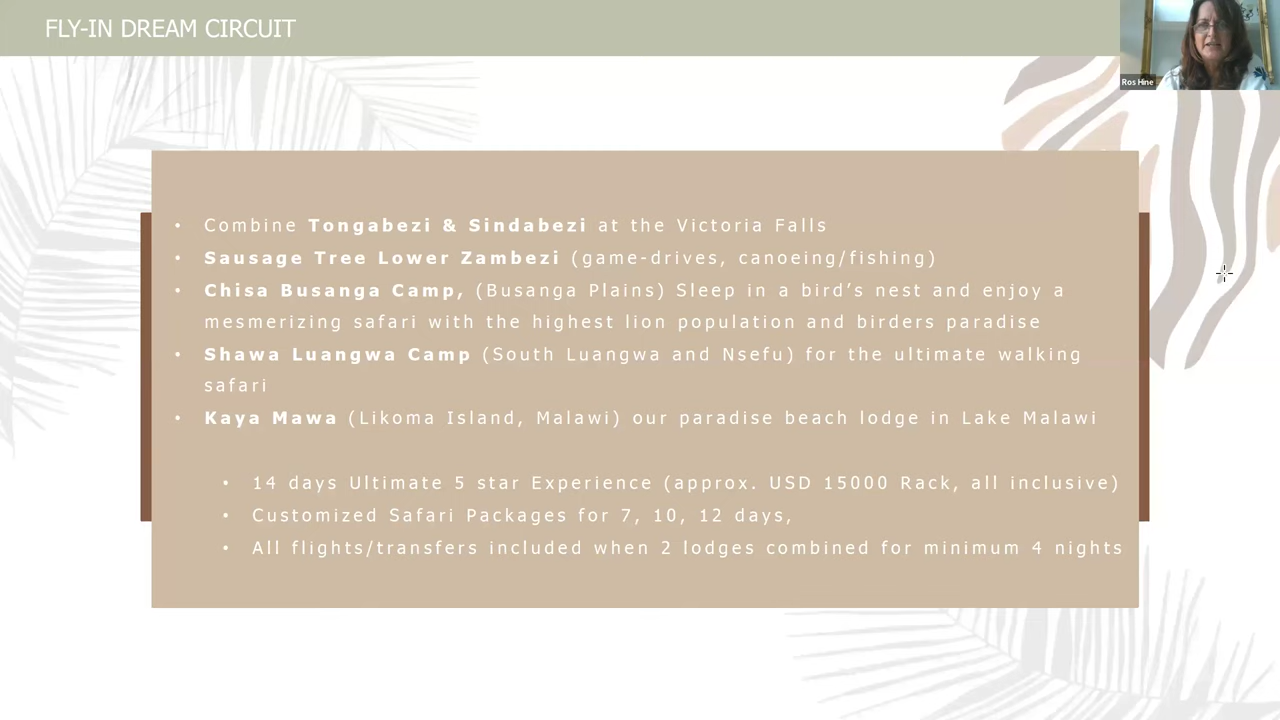 FLY-IN DREAM CIRCUIT
Ros Hine
• Combine Tongabezi & Sindabezi at the Victoria Falls
• Sausage Tree Lower Zambezi (game-drives, canoeing/fishing)
• Chisa Busanga Camp, (Busanga Plains) Sleep in a bird's nest and enjoy a
mesmerizing safari with the highest lion population and birders paradise
• Shawa Luangwa Camp (South Luangwa and Nsefu) for the ultimate walking
safari
• Kaya Mawa (Likoma Island, Malawi) our paradise beach lodge in Lake Malawi
• 14 days Ultimate 5 star Experience (approx. USD 15000 Rack, all inclusive)
• Customized Safari Packages for 7, 10, 12 days,
• All flights/transfers included when 2 lodges combined for minimum 4 nights